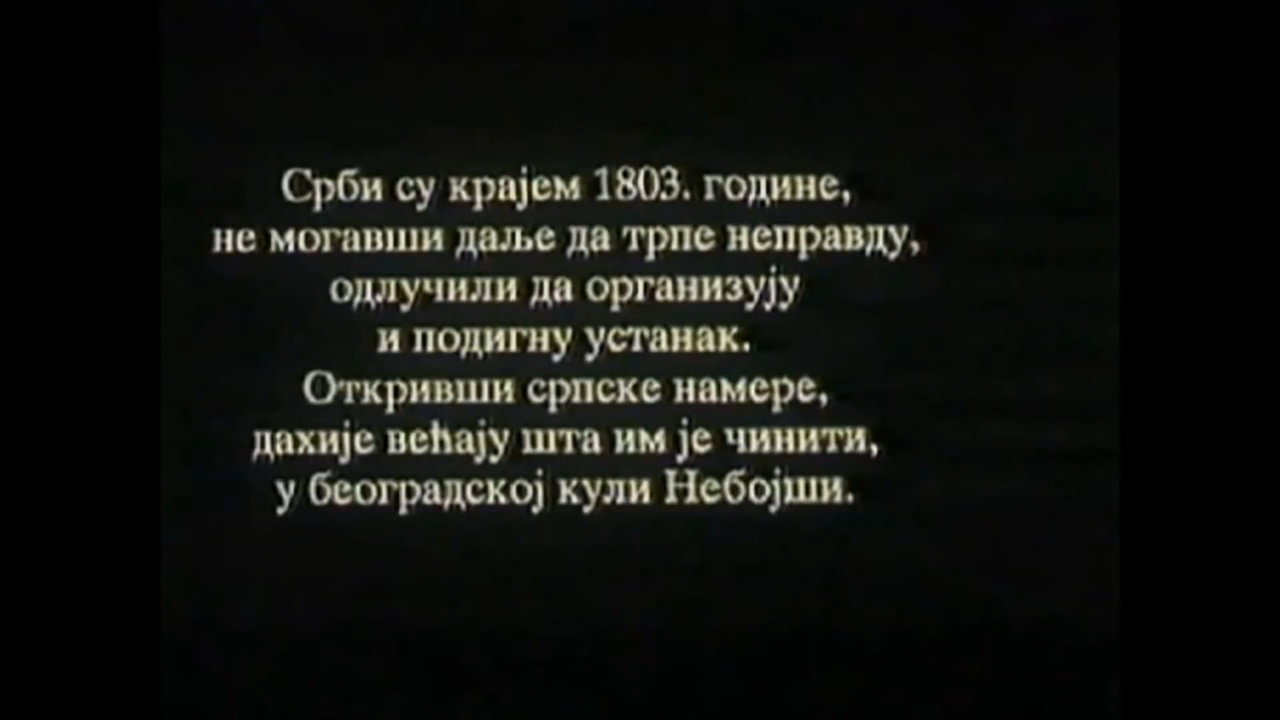 Срби су крајем 1803. године,
не могавши даље да трпе неправду,
одлучили да организују
и подигну устанак.
Откривши српске намере,
дахије већају шта им је чинити,
у београдској кули Небојши.